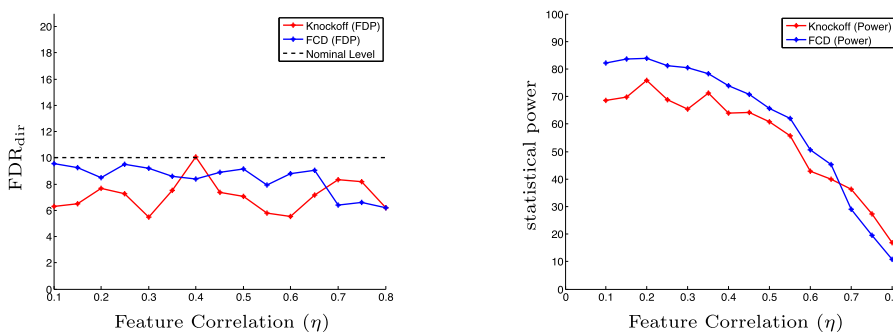 20
18
16
14
12
10
8
6
4
2
0
FDR_dir
Knockoff (FDP)
FCD (FDP)
Nominal Level
0.1 0.2 0.3 0.4 0.5 0.6 0.7 0.8
Feature Correlation (η)
100
90
80
70
60
50
40
30
20
10
0
statistical power
Knockoff (Power)
FCD (Power)
0 0.1 0.2 0.3 0.4 0.5 0.6 0.7
Feature Correlation (η)